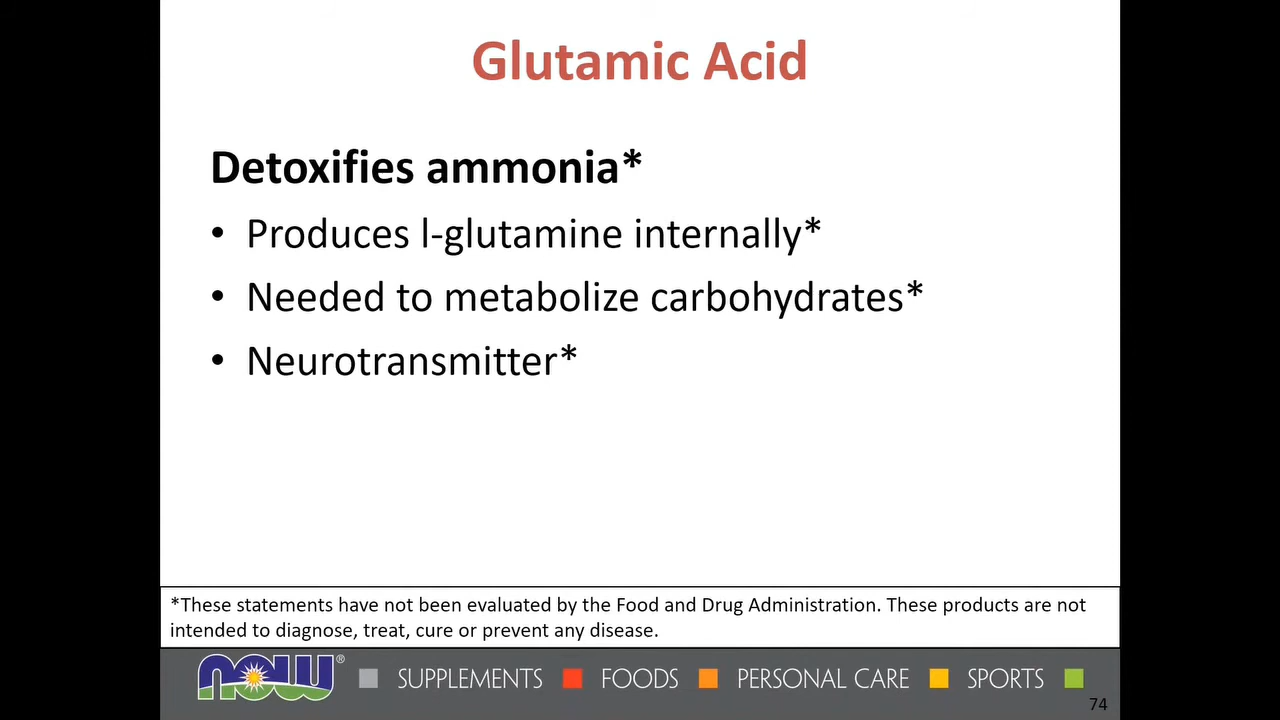 Glutamic Acid
Detoxifies ammonia*
• Produces l-glutamine internally*
• Needed to metabolize carbohydrates*
• Neurotransmitter*
*These statements have not been evaluated by the Food and Drug Administration. These products are not
intended to diagnose, treat, cure or prevent any disease.
now® SUPPLEMENTS FOODS PERSONAL CARE SPORTS
74